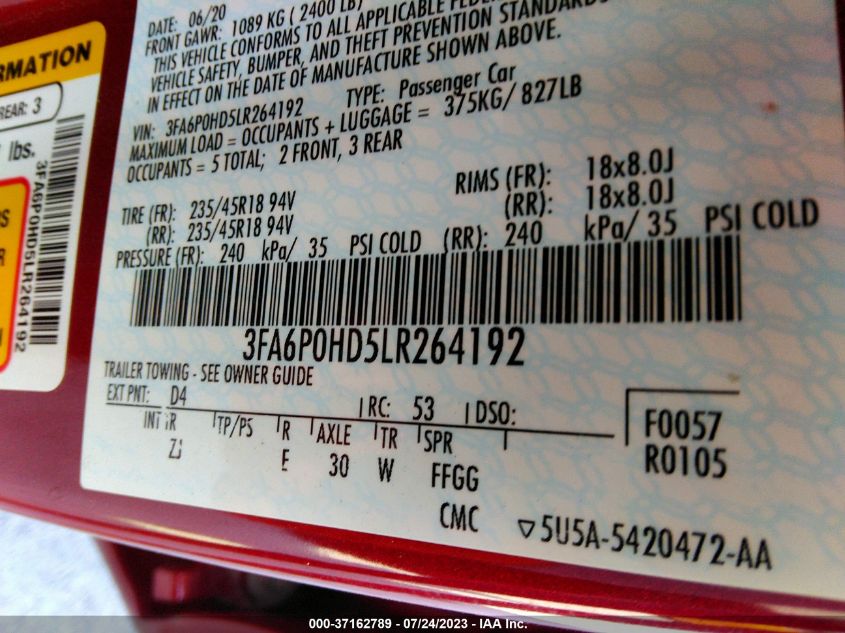 DATE: 06/20
FRONT GAWR: 1089 KG ( 2400 LB)
THIS VEHICLE CONFORMS TO ALL APPLICABLE
VEHICLE SAFETY, BUMPER, AND THEFT PREVENTION STANDARDS
IN EFFECT ON THE DATE OF MANUFACTURE SHOWN ABOVE.
VIN: 3FA6P0HD5LR264192 TYPE: Passenger Car
MAXIMUM LOAD = OCCUPANTS + LUGGAGE = 375KG/ 827LB
OCCUPANTS = 5 TOTAL; 2 FRONT, 3 REAR
RIMS (FR): 18x8.0J
TIRE (FR): 235/45R18 94V (RR): 18x8.0J
(RR): 235/45R18 94V
PRESSURE (FR): 240 kPa/ 35 PSI COLD (RR): 240 kPa/ 35 PSI COLD
3FA6P0HD5LR264192
TRAILER TOWING - SEE OWNER GUIDE
EXT PNT: D4 RC: 53 DSO:
INT TR TP/PS R AXLE TR SPR F0057
E 30 W FFGG R0105
CMC 5U5A-5420472-AA
REAR: 3
lbs.
3FA6P0HD5LR264192
000-37162789 - 07/24/2023 - IAA Inc.